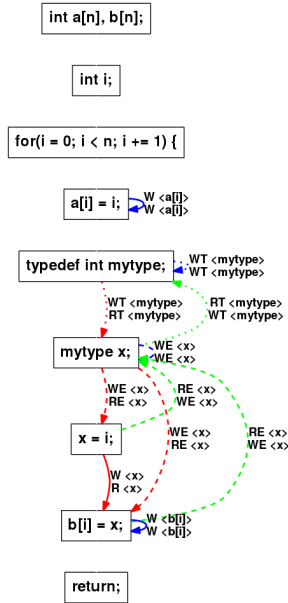 int a[n], b[n];
int i;
for(i = 0; i < n; i += 1) {
a[i] = i;
W <a[i]>
W <a[i]>
typedef int mytype;
WT <mytype>
WT <mytype>
WT <mytype>
RT <mytype>
RT <mytype>
WT <mytype>
mytype x;
WE <x>
WE <x>
WE <x>
RE <x>
RE <x>
WE <x>
x = i;
WE <x>
RE <x>
RE <x>
WE <x>
W <x>
R <x>
b[i] = x;
W <b[i]>
W <b[i]>
return;